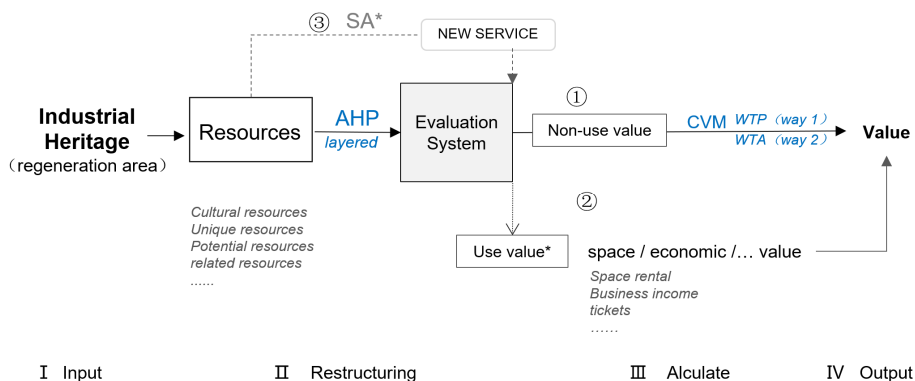 ③ SA*
NEW SERVICE
Industrial
Heritage
（regeneration area）
Resources
AHP
layered
Evaluation
System
①
Non-use value
CVM
WTP（way 1）
WTA（way 2）
Value
Cultural resources
Unique resources
Potential resources
related resources
......
②
Use value*
space / economic /... value
Space rental
Business income
tickets
……
Ⅰ Input
Ⅱ Restructuring
Ⅲ Alculate
Ⅳ Output